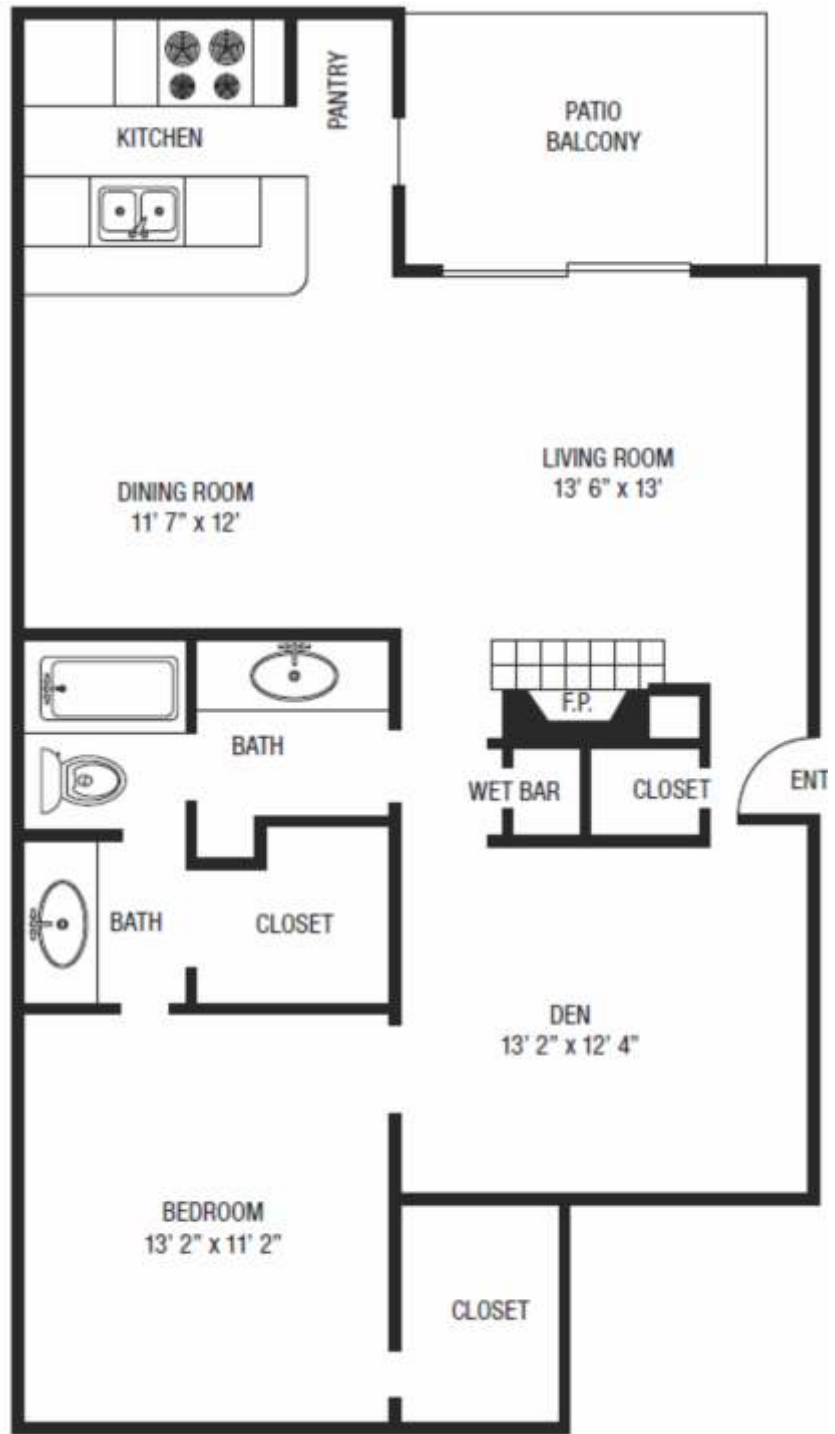 PANTRY
KITCHEN
PATIO
BALCONY
LIVING ROOM
13' 6” x 13'
DINING ROOM
11' 7” x 12'
F.P.
BATH
WET BAR
CLOSET
ENT
BATH
CLOSET
DEN
13' 2” x 12' 4”
BEDROOM
13' 2” x 11' 2”
CLOSET